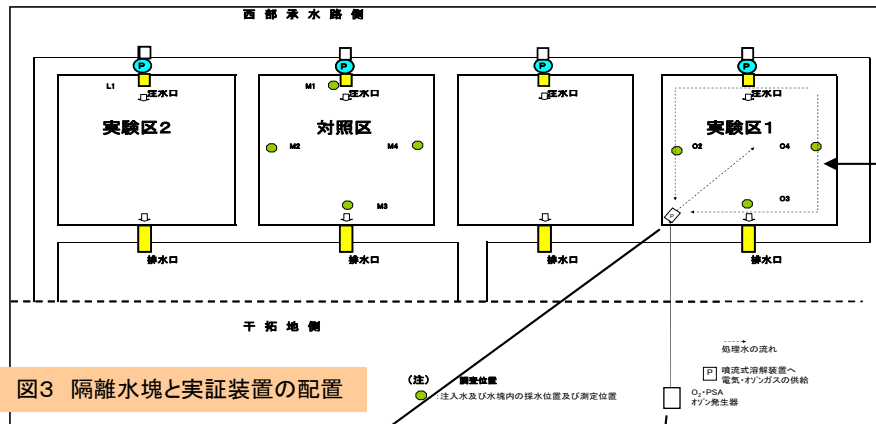 西部承水路側
P
P
P
P
L1
注水口
M1
注水口
注水口
注水口
実験区2
対照区
実験区1
M2
M4
O2
O4
M3
O3
P
排水口
排水口
排水口
排水口
干拓地側
処理水の流れ
(注) 調査位置
:注入水及び水塊内の採水位置及び測定位置
P 噴流式溶解装置へ
電気・オゾンガスの供給
O₂・PSA
オゾン発生器
図3 隔離水塊と実証装置の配置